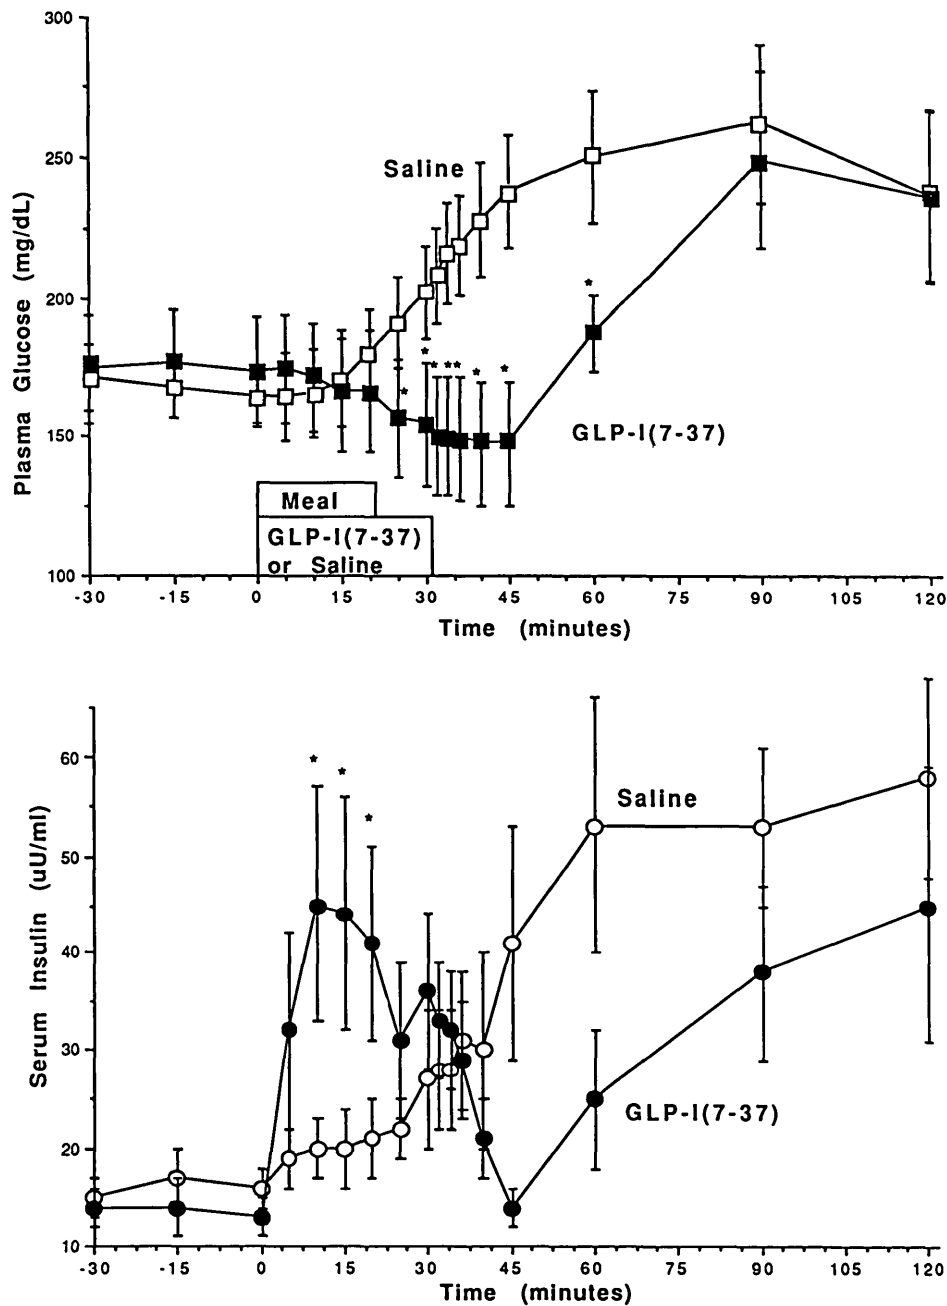 300
250
200
150
100
Plasma Glucose (mg/dL)
Saline
* * * * * * * *
GLP-I(7-37)
Meal
GLP-I(7-37)
or Saline
-30 -15 0 15 30 45 60 75 90 105 120
Time (minutes)
60
50
40
30
20
10
Serum Insulin (uU/ml)
* * *
Saline
GLP-I(7-37)
-30 -15 0 15 30 45 60 75 90 105 120
Time (minutes)